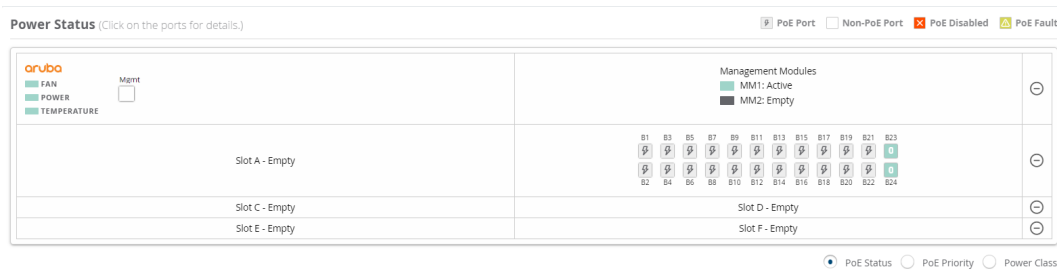 Power Status (Click on the ports for details.)
PoE Port Non-PoE Port PoE Disabled PoE Fault
aruba
FAN
POWER
TEMPERATURE
Mgmt
Management Modules
MM1: Active
MM2: Empty
Slot A - Empty
B1 B3 B5 B7 B9 B11 B13 B15 B17 B19 B21 B23
0
0
B2 B4 B6 B8 B10 B12 B14 B16 B18 B20 B22 B24
Slot C - Empty
Slot D - Empty
Slot E - Empty
Slot F - Empty
PoE Status PoE Priority Power Class